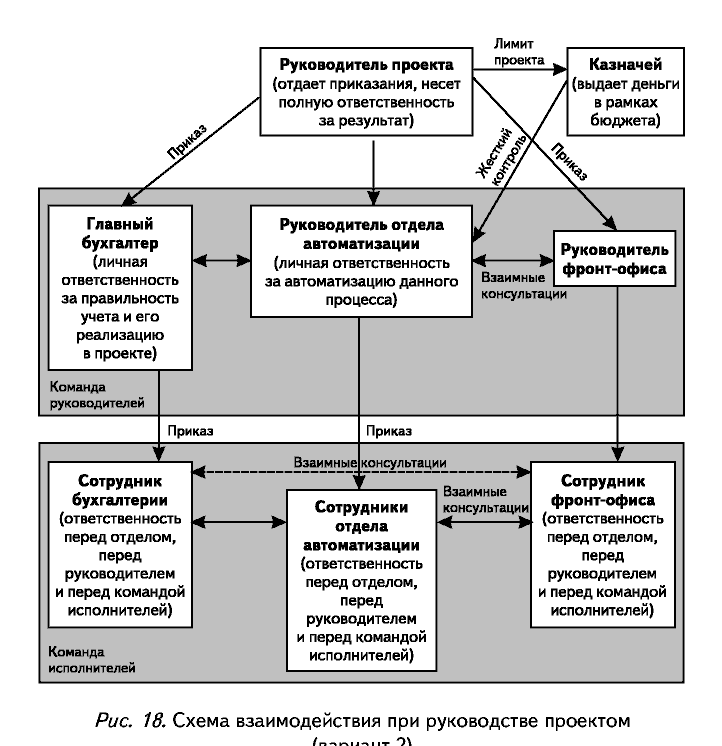 Руководитель проекта
(отдает приказания, несет
полную ответственность
за результат)
Лимит
проекта
Казначей
(выдает деньги
в рамках
бюджета)
Приказ
Жесткий
контроль
Приказ
Главный
бухгалтер
(личная
ответственность
за правильность
учета и его
реализацию
в проекте)
Руководитель отдела
автоматизации
(личная ответственность
за автоматизацию данного
процесса)
Взаимные
консультации
Руководитель
фронт-офиса
Команда
руководителей
Приказ
Приказ
Взаимные консультации
Сотрудник
бухгалтерии
(ответственность
перед отделом,
перед
руководителем
и перед командой
исполнителей)
Сотрудники
отдела
автоматизации
(ответственность
перед отделом,
перед
руководителем
и перед командой
исполнителей)
Взаимные
консультации
Сотрудник
фронт-офиса
(ответственность
перед отделом,
перед
руководителем
и перед командой
исполнителей)
Команда
исполнителей
Рис. 18. Схема взаимодействия при руководстве проектом
(вариант 2)